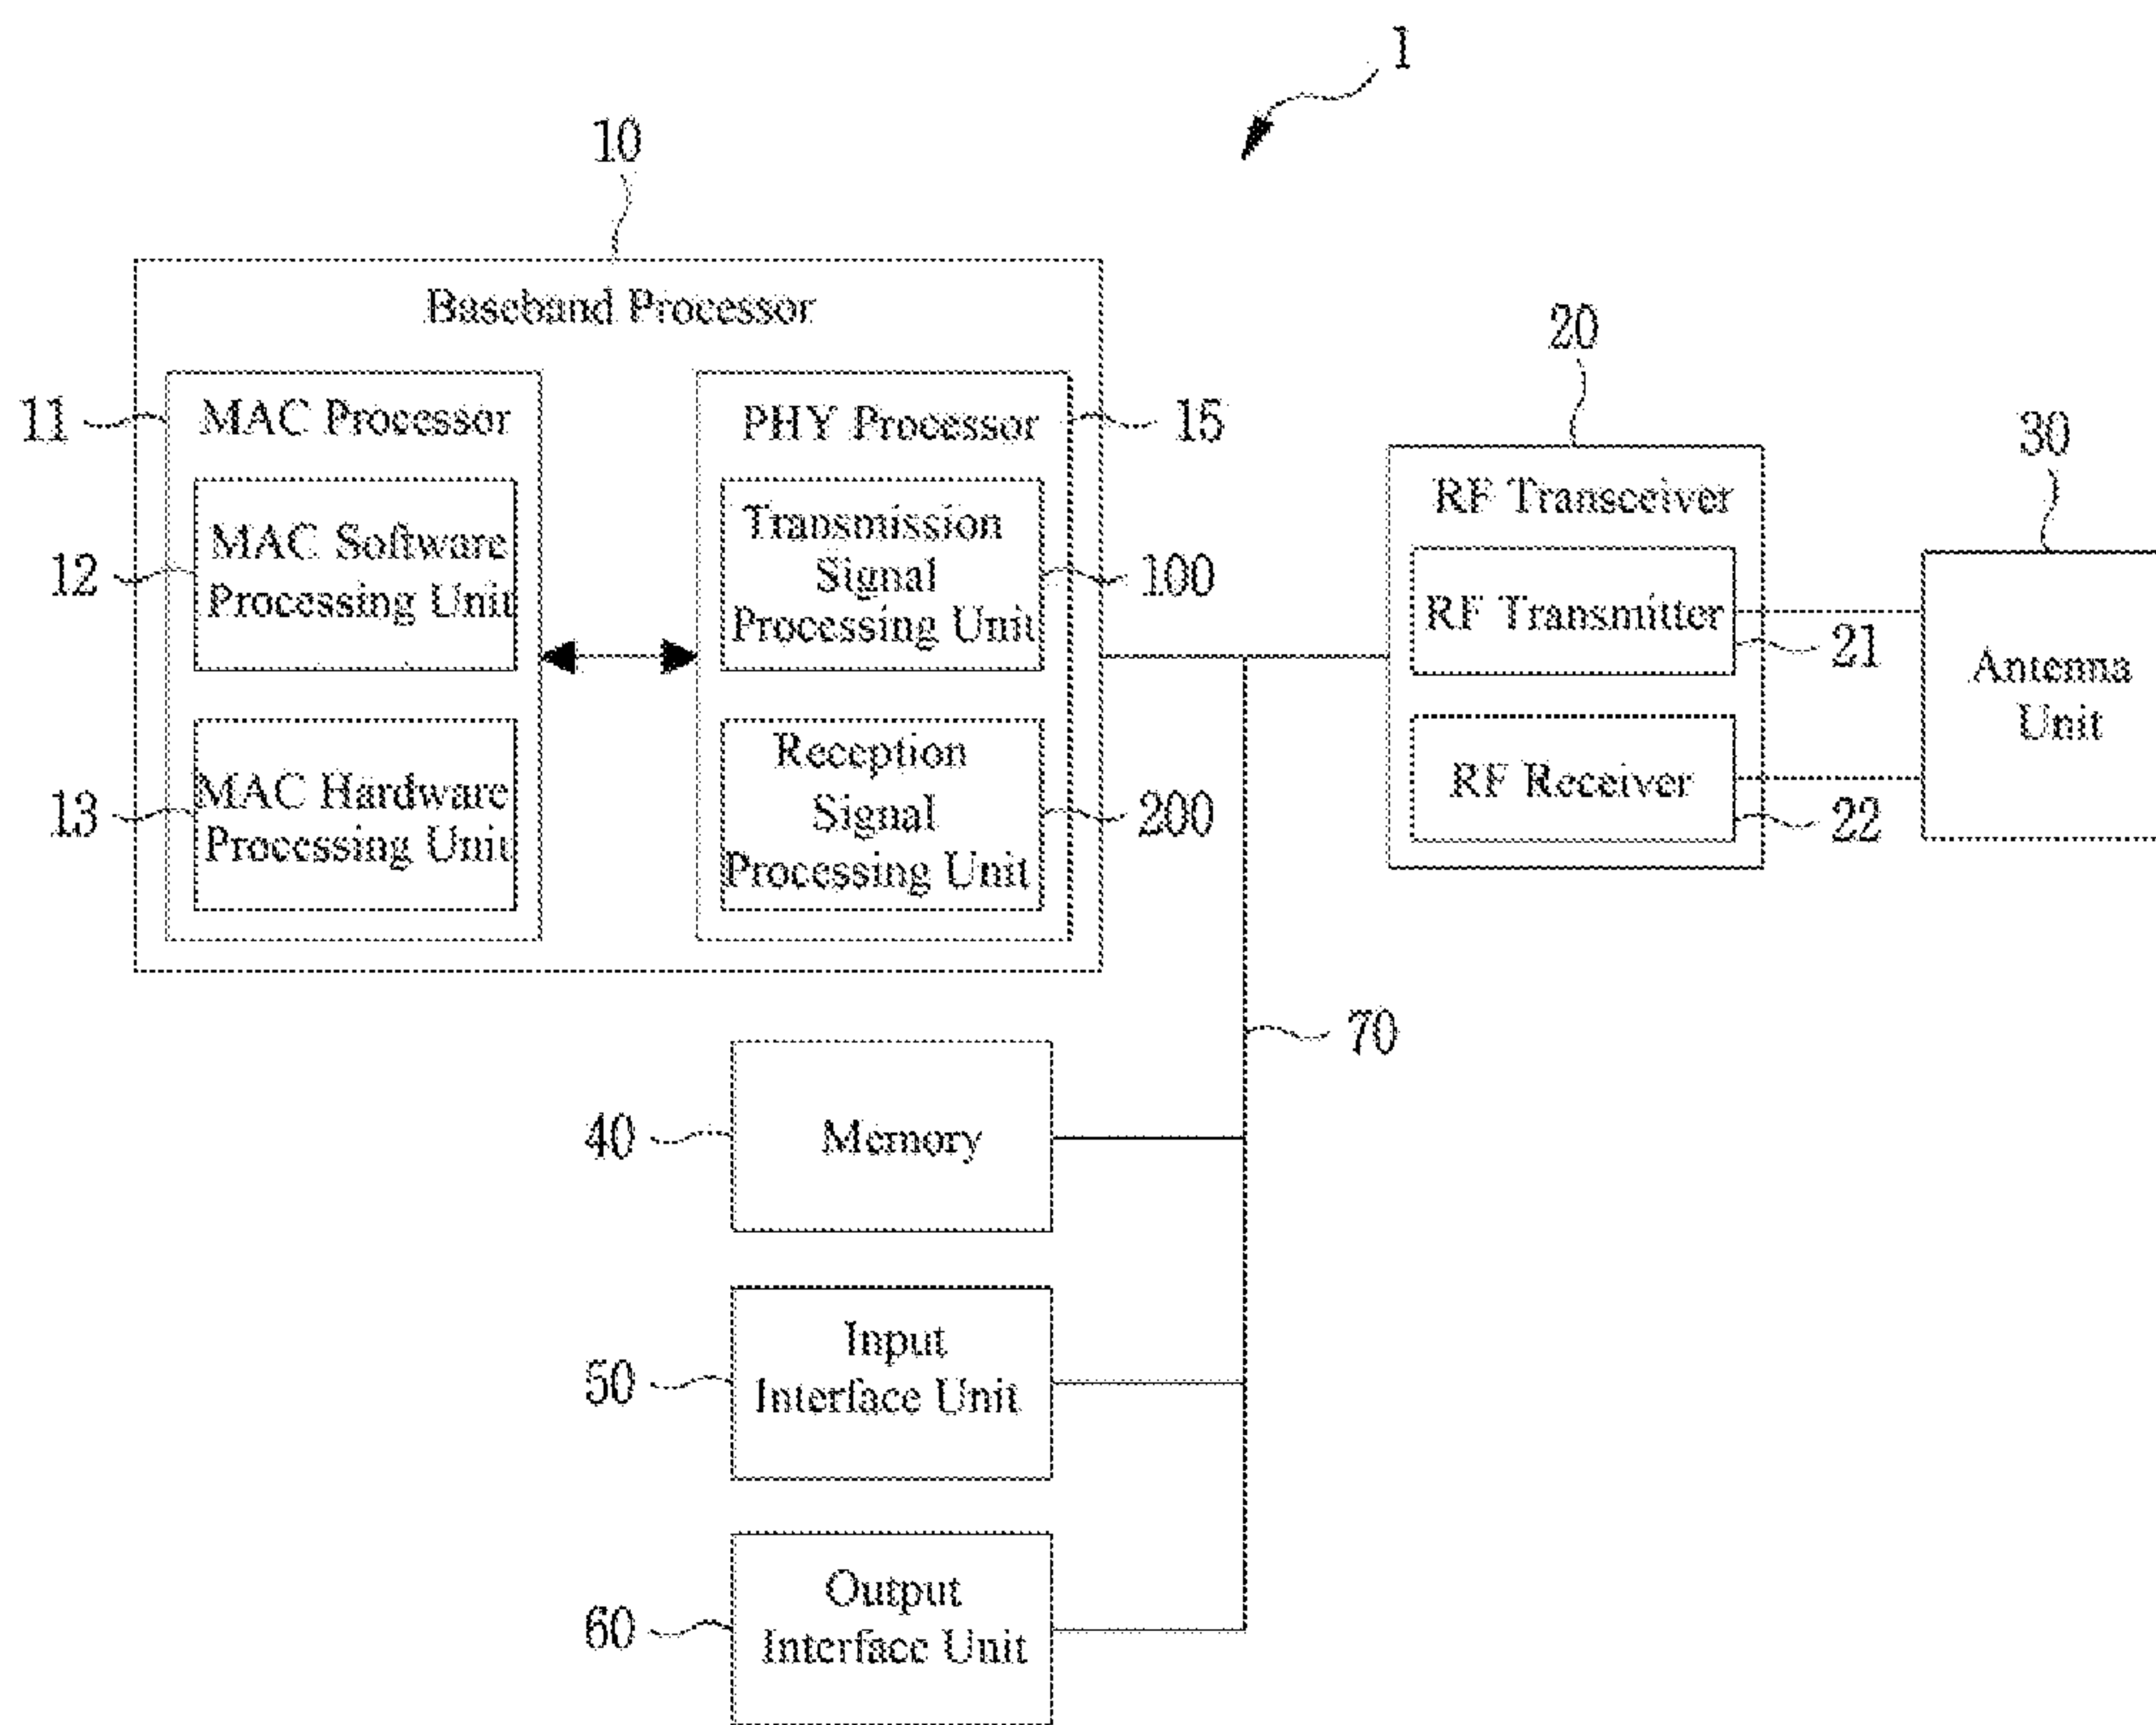 1
10
Baseband Processor
11
MAC Processor
12
MAC Software
Processing Unit
13
MAC Hardware
Processing Unit
PHY Processor
15
Transmission
Signal
Processing Unit
100
Reception
Signal
Processing Unit
200
20
RF Transceiver
RF Transmitter
21
RF Receiver
22
30
Antenna
Unit
70
40
Memory
50
Input
Interface Unit
60
Output
Interface Unit